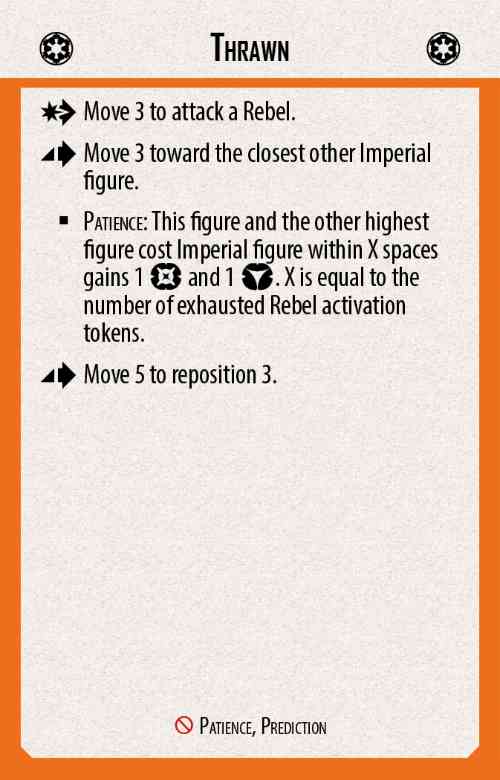 Thrawn
Move 3 to attack a Rebel.
Move 3 toward the closest other Imperial
figure.
Patience: This figure and the other highest
figure cost Imperial figure within X spaces
gains 1 and 1 . X is equal to the
number of exhausted Rebel activation
tokens.
Move 5 to reposition 3.
Patience, Prediction